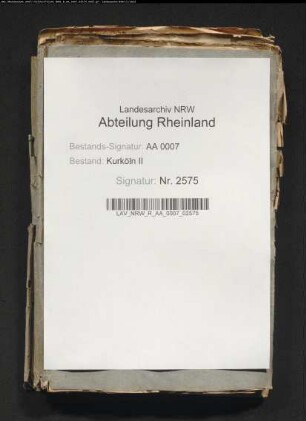 Landesarchiv NRW
Abteilung Rheinland
Bestands-Signatur: AA 0007
Bestand: Kurköln II
Signatur: Nr. 2575
LAV_NRW_R_AA_0007_02575